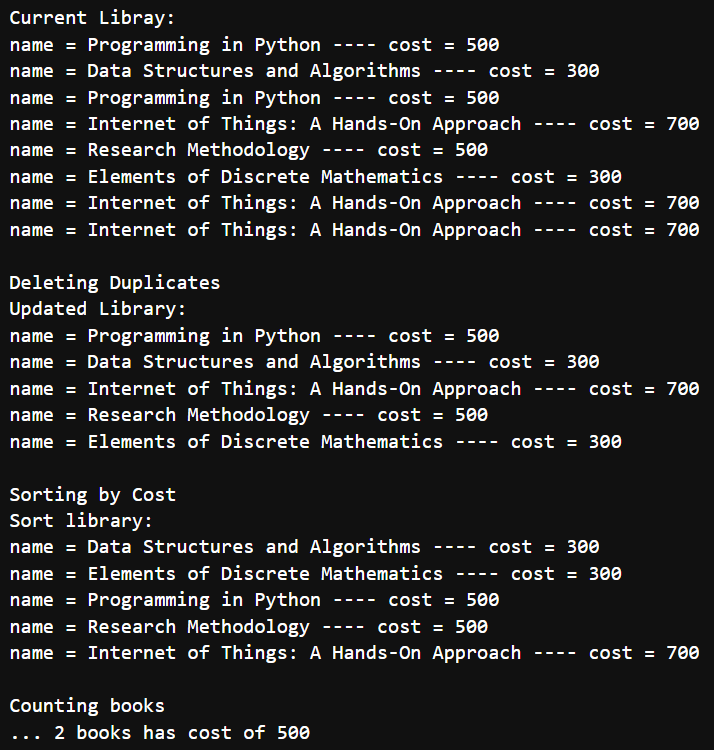 Current Libray:
name = Programming in Python ---- cost = 500
name = Data Structures and Algorithms ---- cost = 300
name = Programming in Python ---- cost = 500
name = Internet of Things: A Hands-On Approach ---- cost = 700
name = Research Methodology ---- cost = 500
name = Elements of Discrete Mathematics ---- cost = 300
name = Internet of Things: A Hands-On Approach ---- cost = 700
name = Internet of Things: A Hands-On Approach ---- cost = 700

Deleting Duplicates
Updated Library:
name = Programming in Python ---- cost = 500
name = Data Structures and Algorithms ---- cost = 300
name = Internet of Things: A Hands-On Approach ---- cost = 700
name = Research Methodology ---- cost = 500
name = Elements of Discrete Mathematics ---- cost = 300

Sorting by Cost
Sort library:
name = Data Structures and Algorithms ---- cost = 300
name = Elements of Discrete Mathematics ---- cost = 300
name = Programming in Python ---- cost = 500
name = Research Methodology ---- cost = 500
name = Internet of Things: A Hands-On Approach ---- cost = 700

Counting books
... 2 books has cost of 500